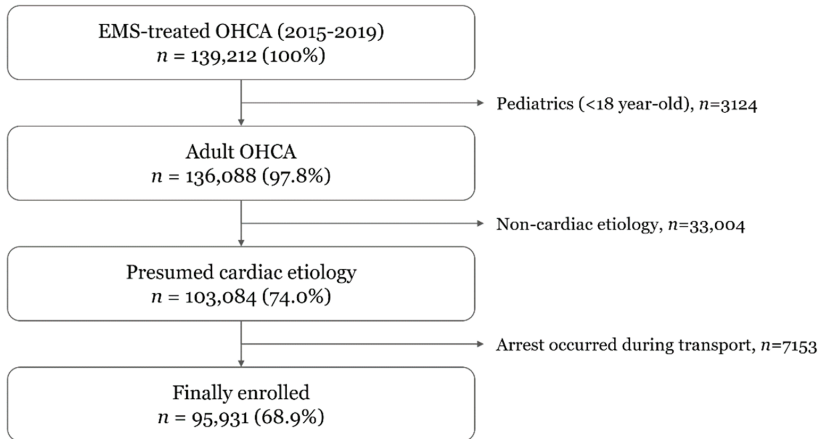 EMS-treated OHCA (2015-2019)
n = 139,212 (100%)
Pediatrics (<18 year-old), n=3124
Adult OHCA
n = 136,088 (97.8%)
Non-cardiac etiology, n=33,004
Presumed cardiac etiology
n = 103,084 (74.0%)
Arrest occurred during transport, n=7153
Finally enrolled
n = 95,931 (68.9%)